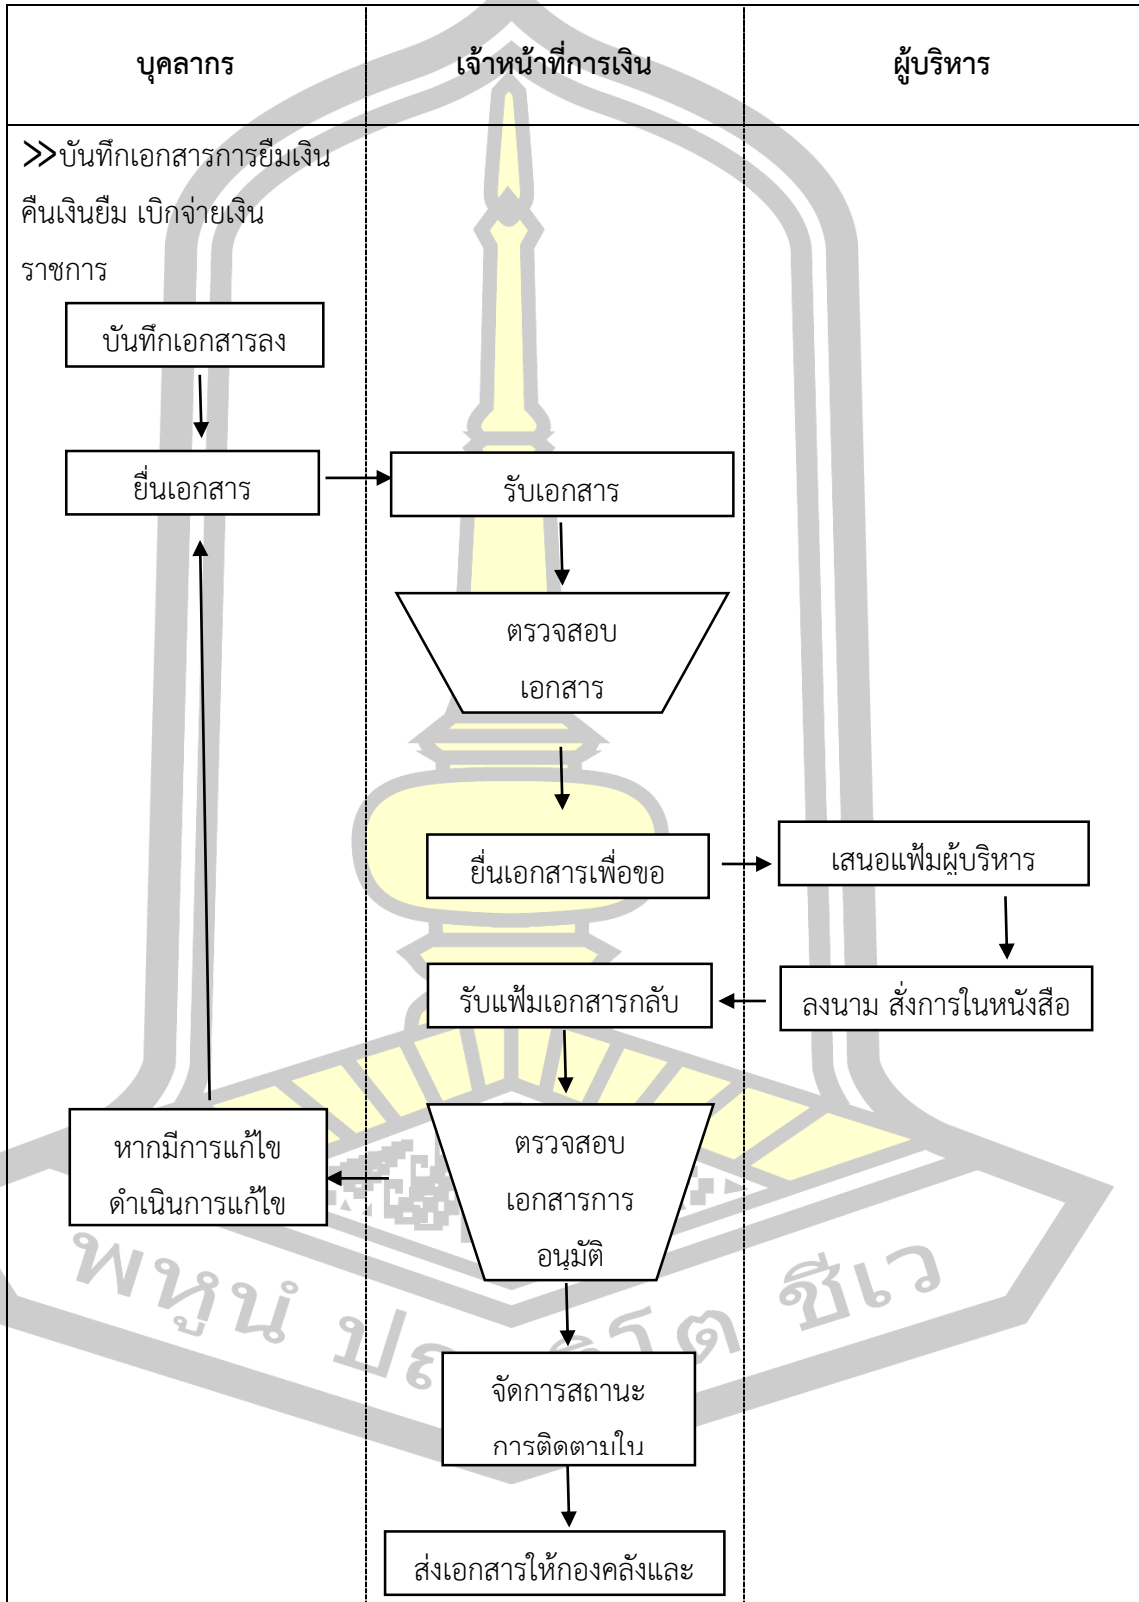 บุคลากร
เจ้าหน้าที่การเงิน
ผู้บริหาร
>>บันทึกเอกสารการยืมเงิน
คืนเงินยืม เบิกจ่ายเงิน
ราชการ
บันทึกเอกสารลง
ยื่นเอกสาร
รับเอกสาร
ตรวจสอบ
เอกสาร
ยื่นเอกสารเพื่อขอ
เสนอแฟ้มผู้บริหาร
รับแฟ้มเอกสารกลับ
ลงนาม สั่งการในหนังสือ
หากมีการแก้ไข
ดำเนินการแก้ไข
ตรวจสอบ
เอกสารการ
อนุมัติ
จัดการสถานะ
การติดตามใน
ส่งเอกสารให้กองคลังและ
พหูนํ ชีเว